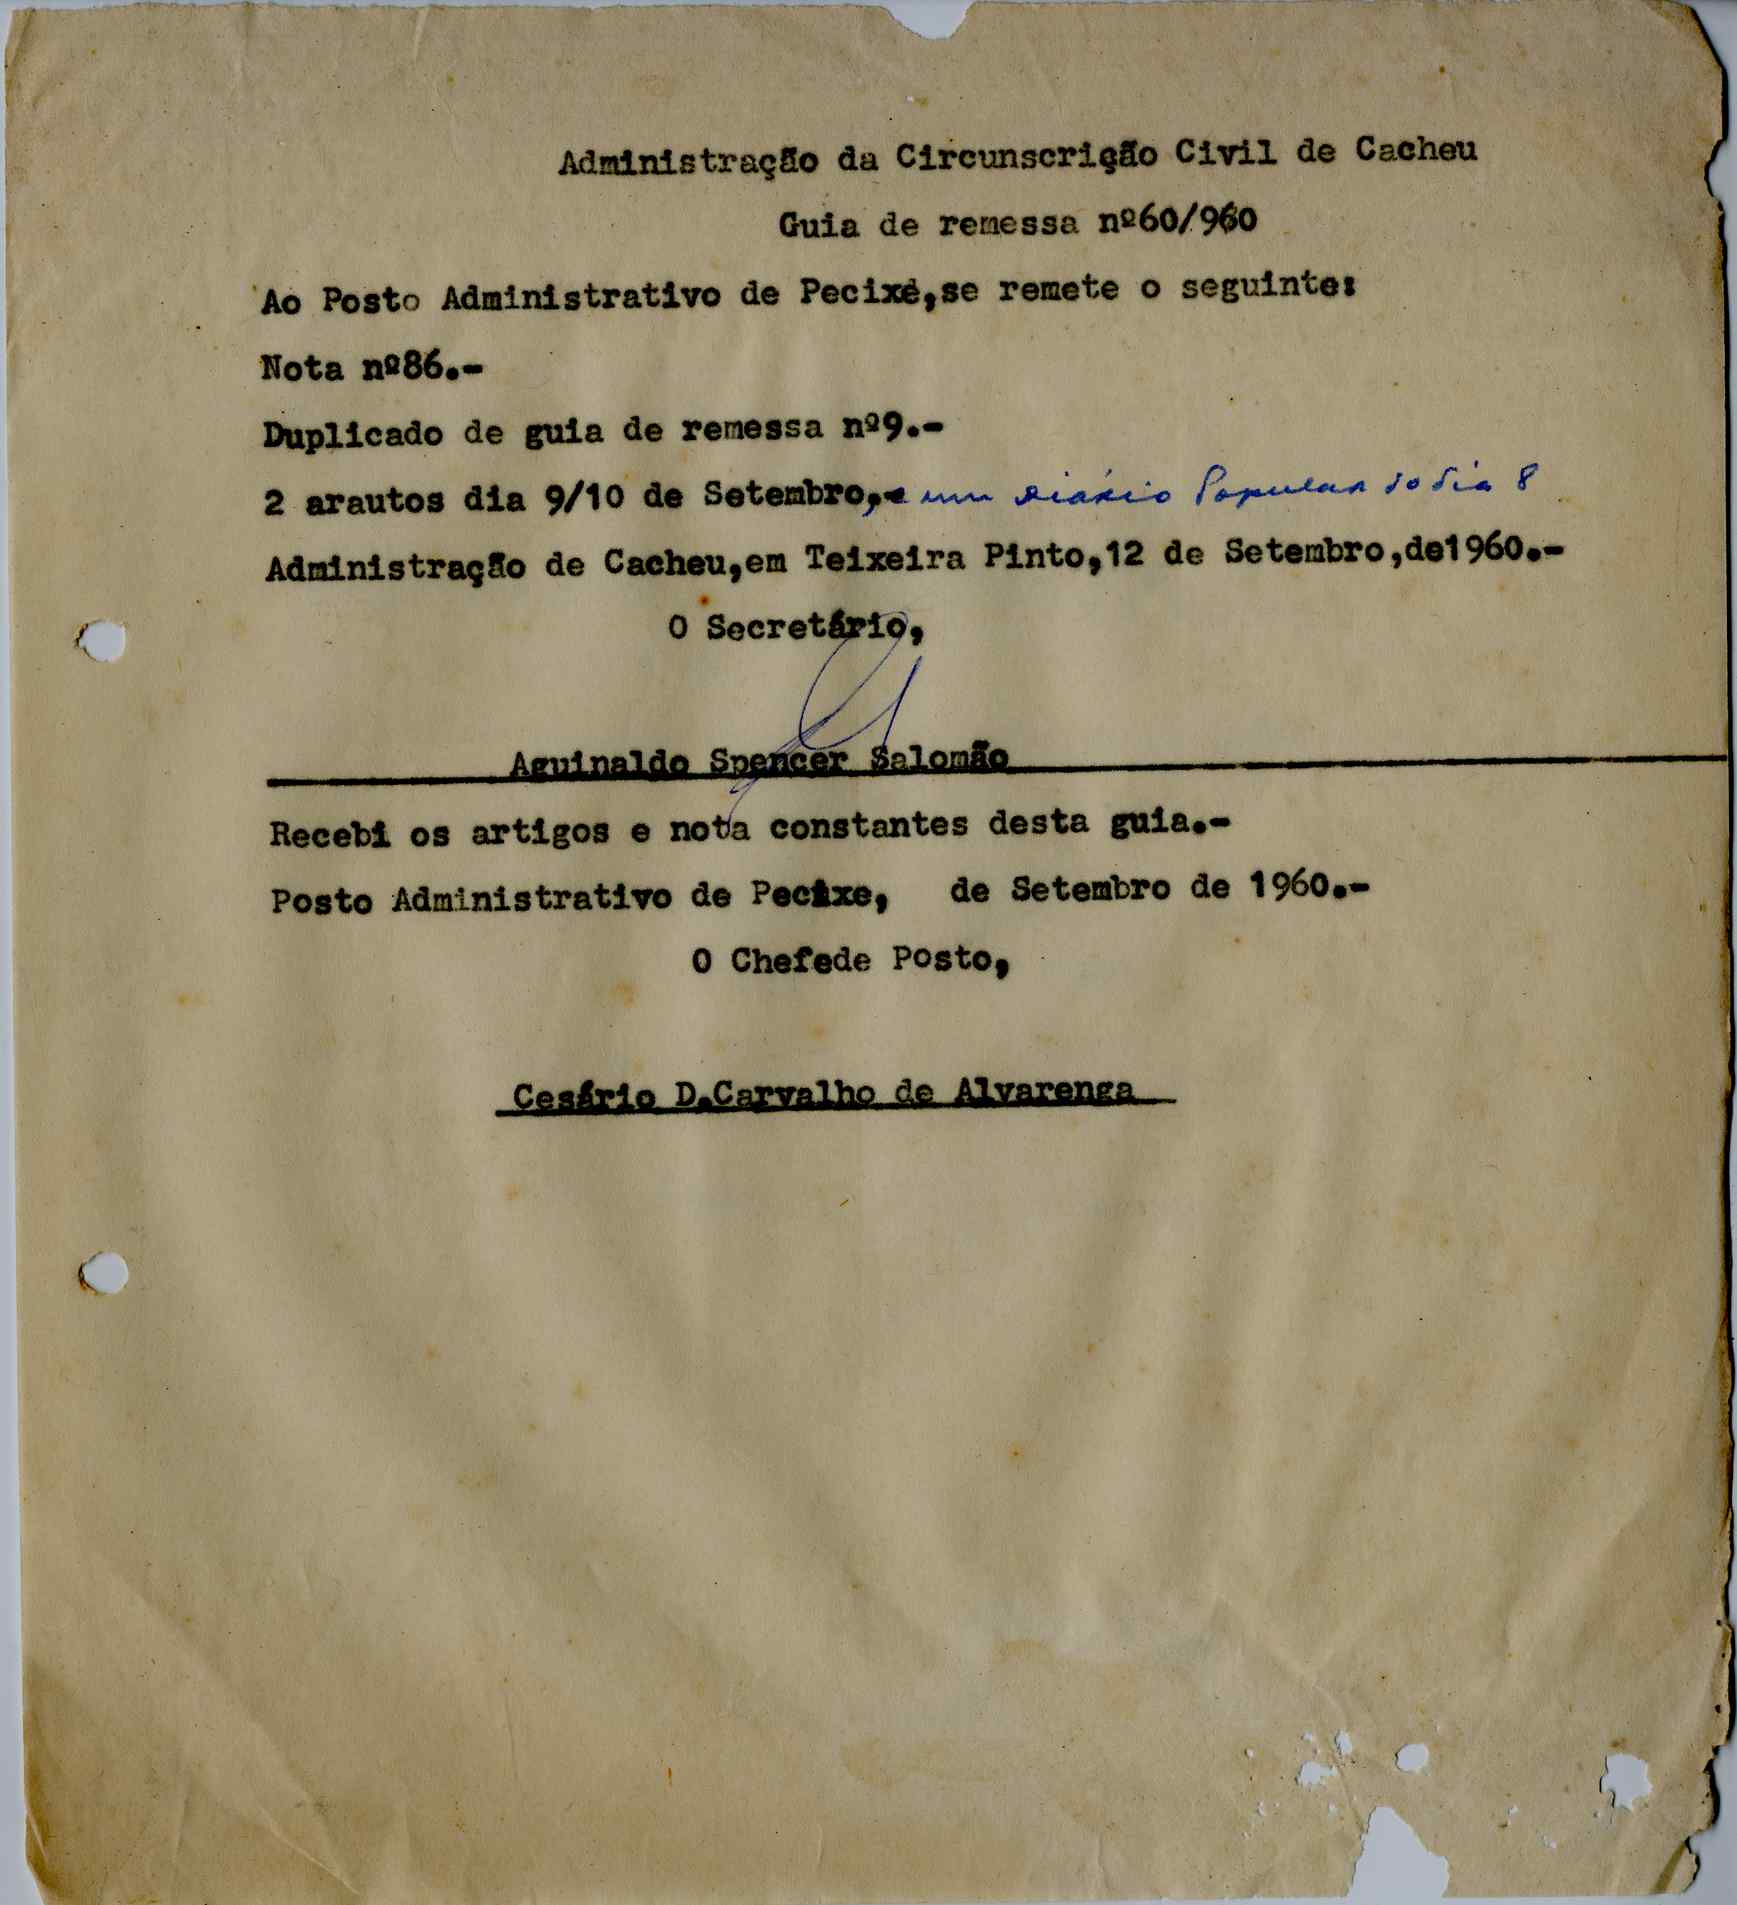 Administração da Circunscrição Civil de Cacheu
Guia de remessa nº60/960
Ao Posto Administrativo de Pecixe,se remete o seguinte:
Nota nº86.-
Duplicado de guia de remessa nº9.-
2 arautos dia 9/10 de Setembro,e um diário Popular do dia 8
Administração de Cacheu,em Teixeira Pinto,12 de Setembro,de1960.-
O Secretário,
Aguinaldo Spencer Salomão
Recebi os artigos e nota constantes desta guia.-
Posto Administrativo de Pecixe,   de Setembro de 1960.-
O Chefede Posto,
Cesário D.Carvalho de Alvarenga